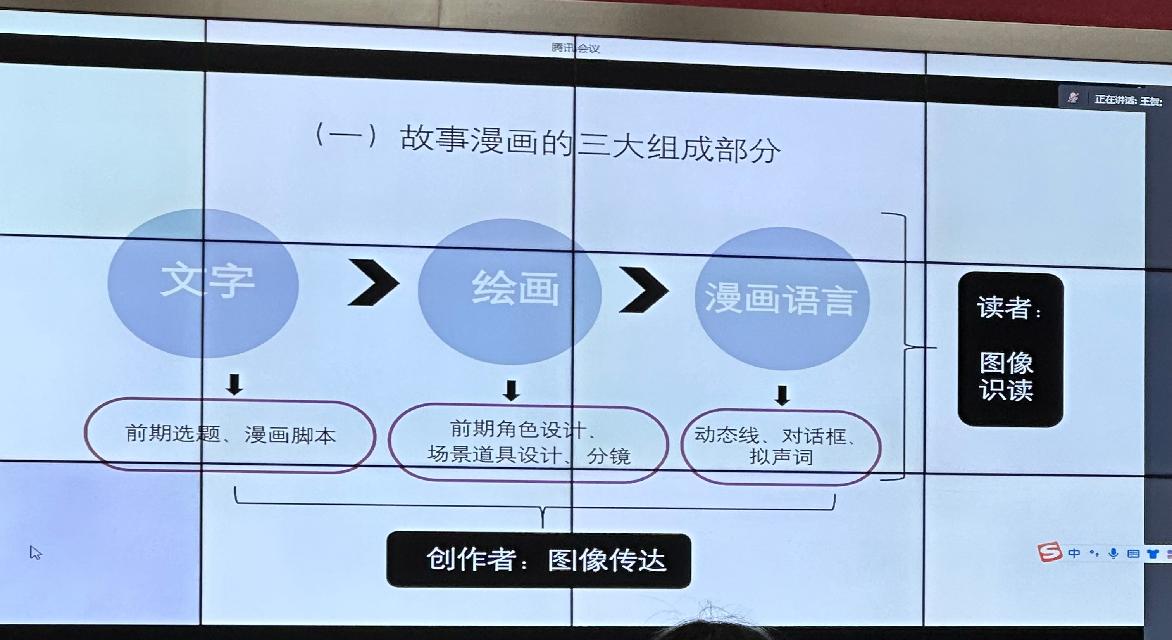 腾讯会议
正在讲话: 王贺:
（一）故事漫画的三大组成部分
文字
绘画
漫画语言
前期选题、漫画脚本
前期角色设计、
场景道具设计、分镜
动态线、对话框、
拟声词
读者：
图像
识读
创作者：图像传达
中